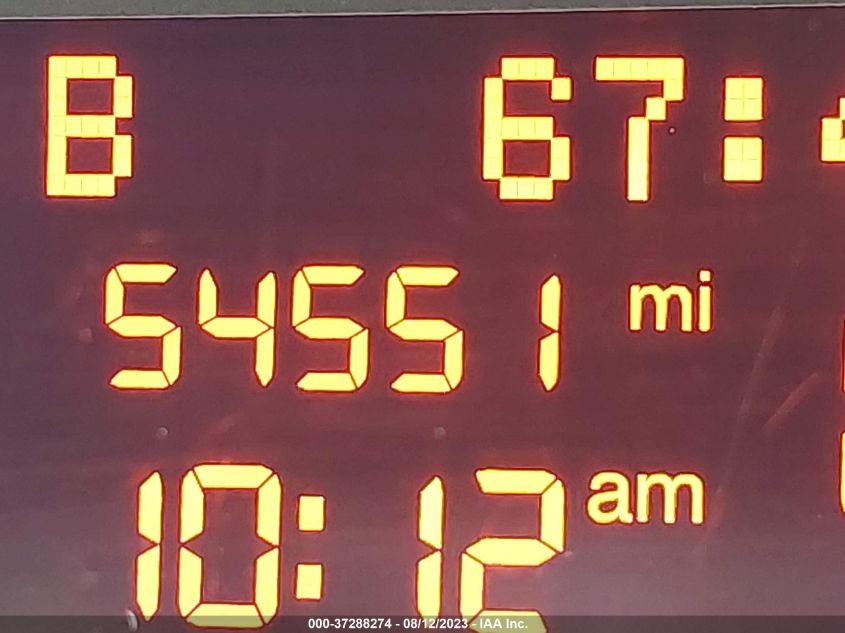 B 67:
54551 mi
10:12 am
000-37288274 - 08/12/2023 - IAA Inc.